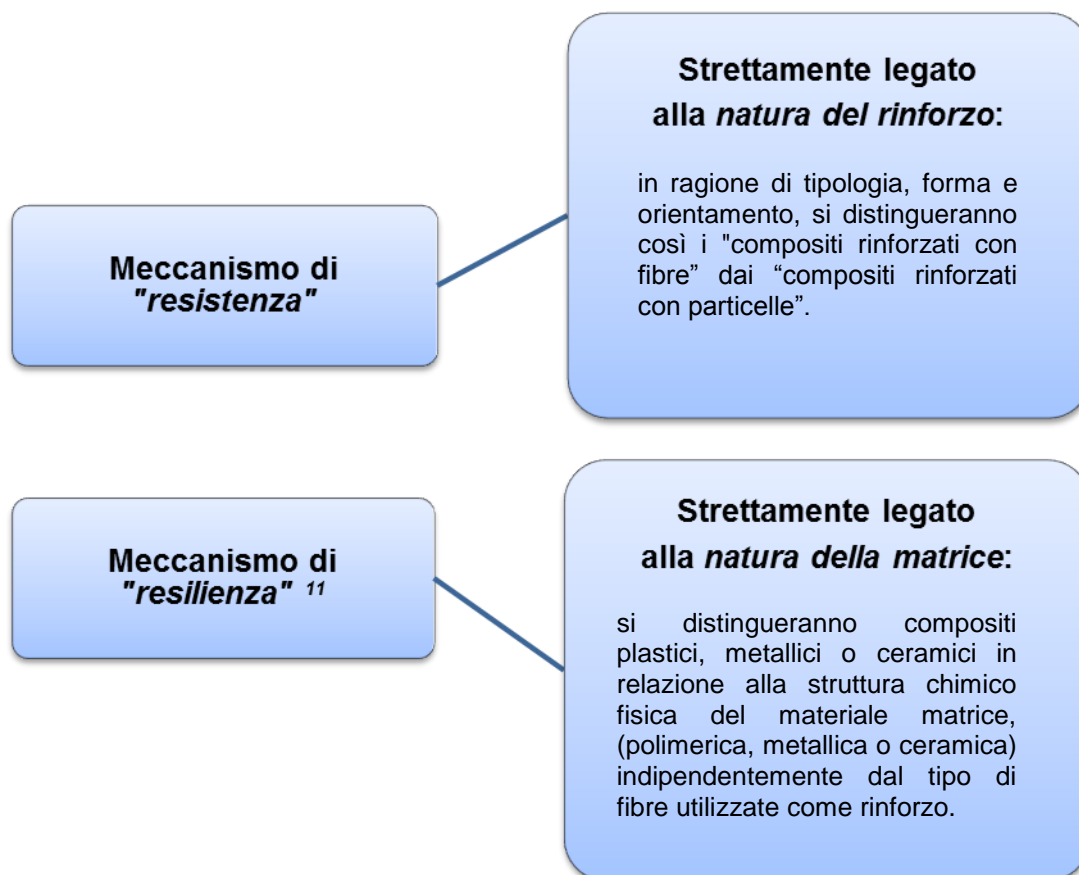 Meccanismo di
"resistenza"
Strettamente legato
alla natura del rinforzo:
in ragione di tipologia, forma e
orientamento, si distingueranno
così i "compositi rinforzati con
fibre” dai “compositi rinforzati
con particelle”.
Meccanismo di
"resilienza" 11
Strettamente legato
alla natura della matrice:
si distingueranno compositi
plastici, metallici o ceramici in
relazione alla struttura chimico
fisica del materiale matrice,
(polimerica, metallica o ceramica)
indipendentemente dal tipo di
fibre utilizzate come rinforzo.